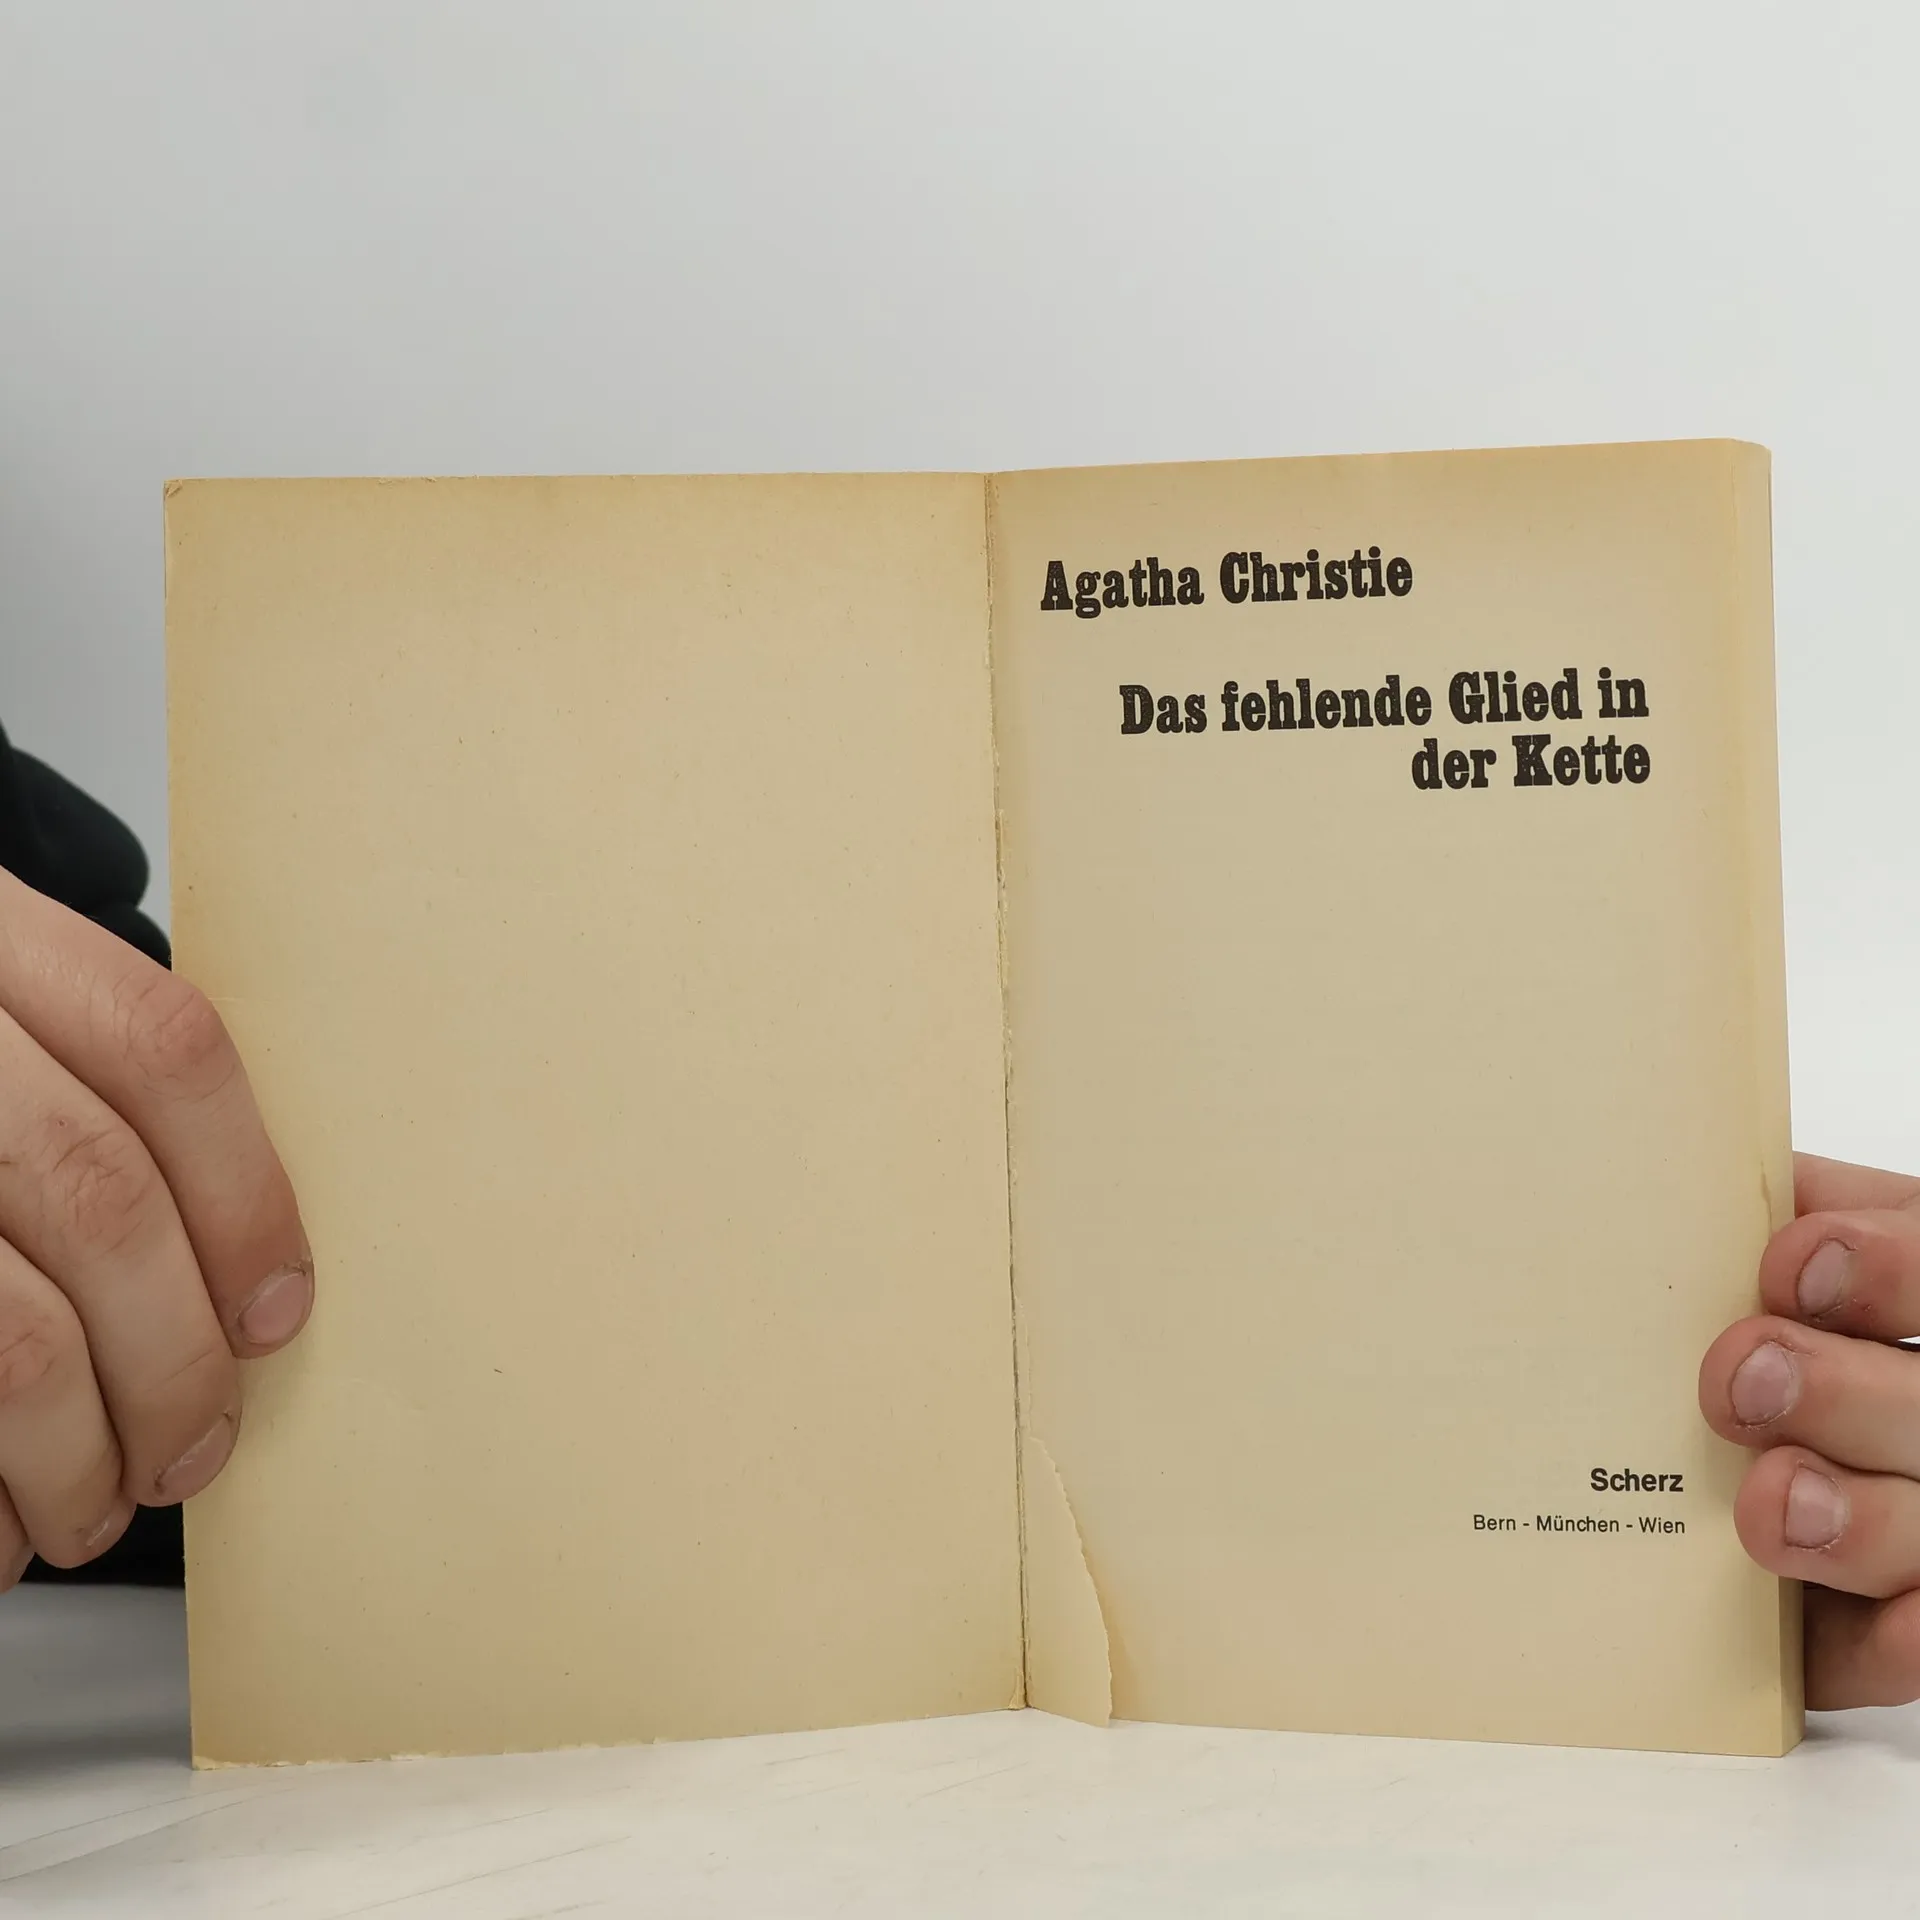 Agatha Christie
Das fehlende Glied in
der Kette
Scherz
Bern - München - Wien